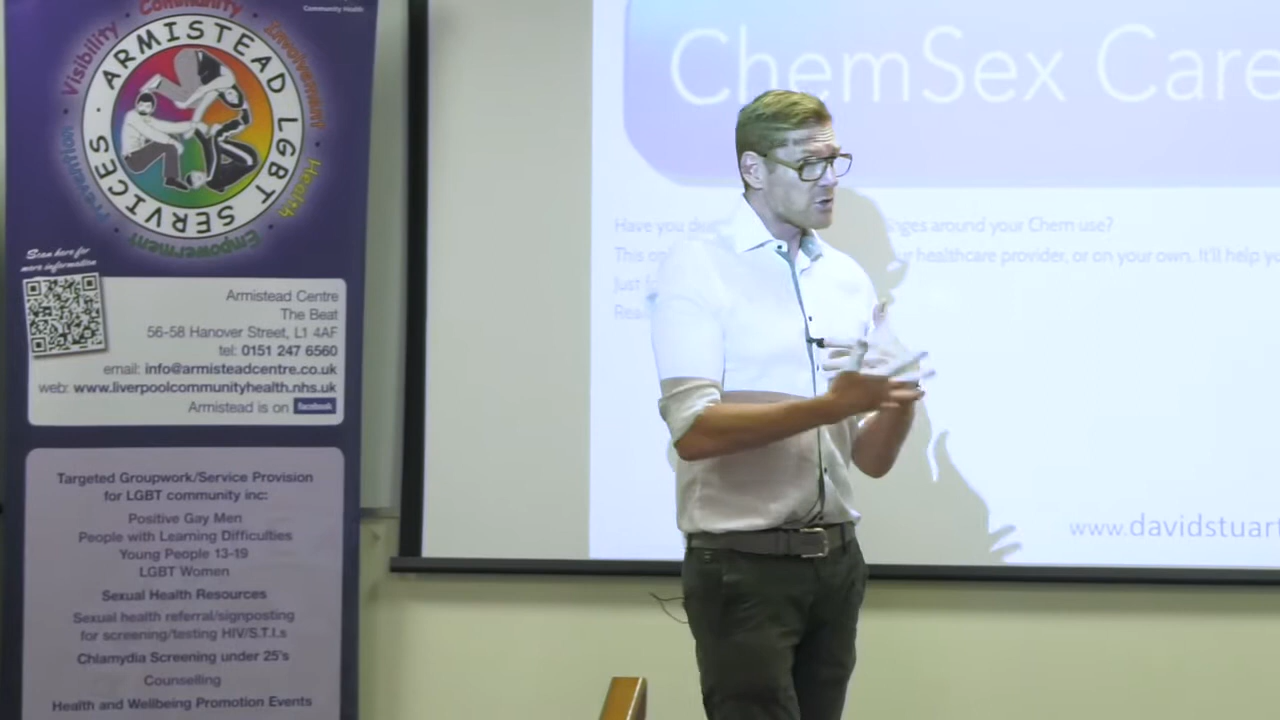 Community Health
Visibility · Community · Involvement · Health · Empowerment · Prevention
ARMISTEAD LGBT SERVICES
Scan here for
more information
Armistead Centre
The Beat
56-58 Hanover Street, L1 4AF
tel: 0151 247 6560
email: info@armisteadcentre.co.uk
web: www.liverpoolcommunityhealth.nhs.uk
Armistead is on facebook
Targeted Groupwork/Service Provision
for LGBT community inc:
Positive Gay Men
People with Learning Difficulties
Young People 13-19
LGBT Women
Sexual Health Resources
Sexual health referral/signposting
for screening/testing HIV/S.T.I.s
Chlamydia Screening under 25's
Counselling
Health and Wellbeing Promotion Events
ChemSex Care
Have you around your Chem use?
This healthcare provider, or on your own. It'll help
Just
www.davidstuart